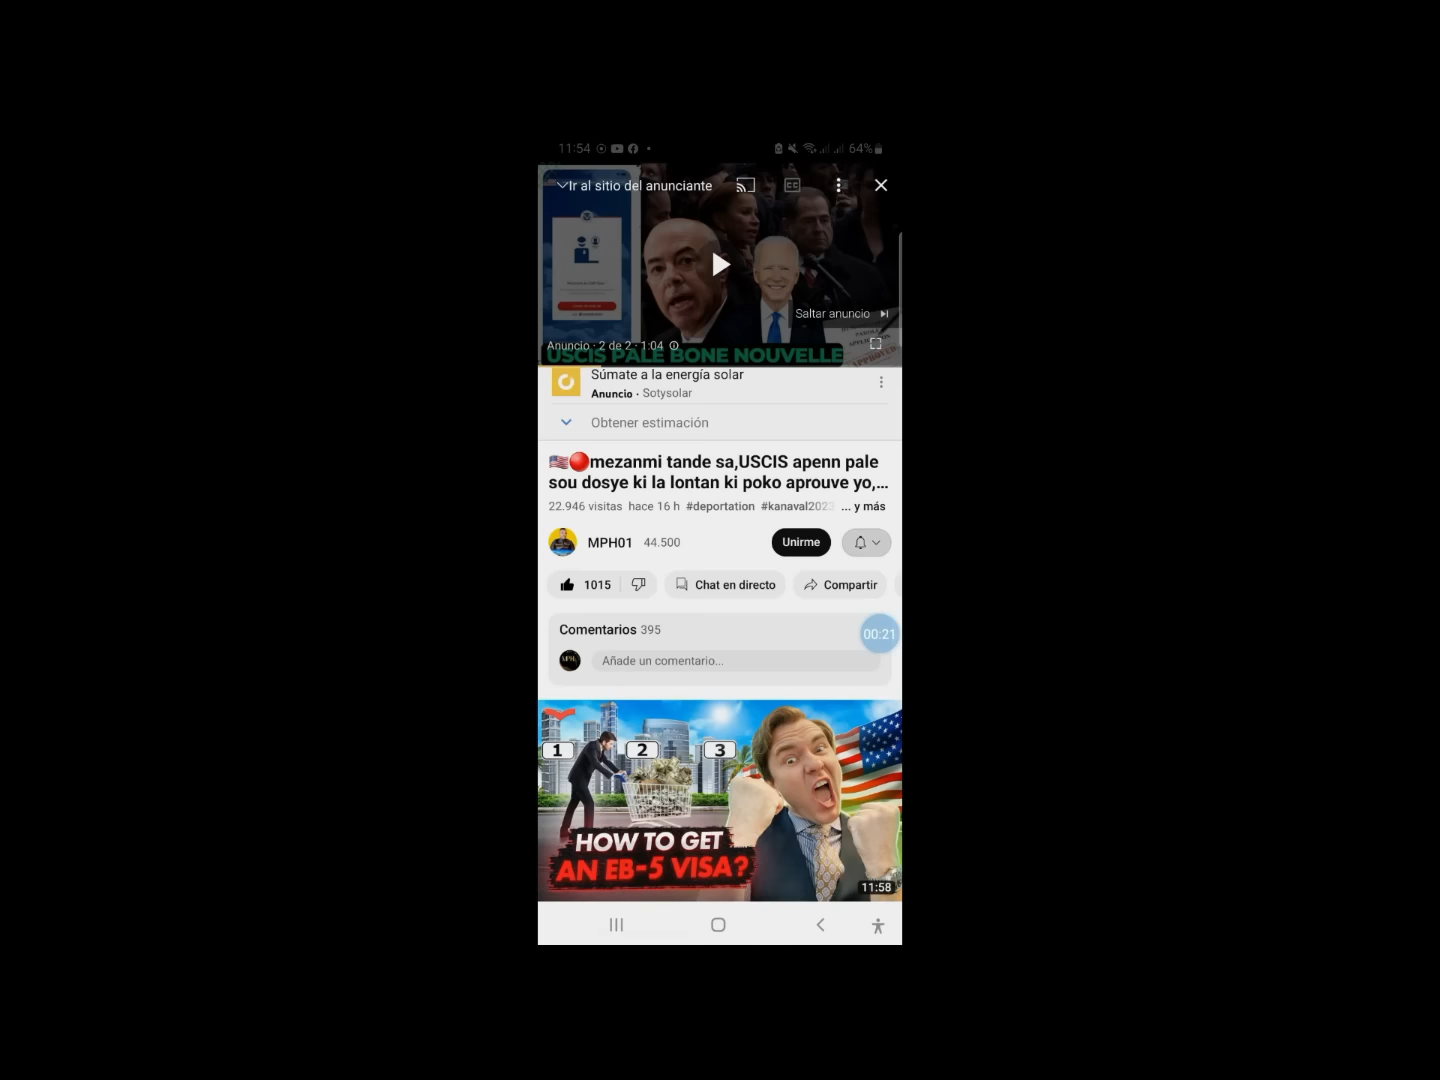 11:54
64%
Ir al sitio del anunciante
CC
Saltar anuncio
Anuncio · 2 de 2 · 1:04
APPROVED
USCIS PALE BONE NOUVELLE
Súmate a la energía solar
Anuncio · Sotysolar
Obtener estimación
🇺🇸🔴mezanmi tande sa,USCIS apenn pale
sou dosye ki la lontan ki poko aprouve yo,...
22.946 visitas hace 16 h #deportation #kanaval2023 ... y más
MPH01 44.500
Unirme
1015
Chat en directo
Compartir
Comentarios 395
00:21
Añade un comentario...
1 2 3
HOW TO GET
AN EB-5 VISA?
11:58